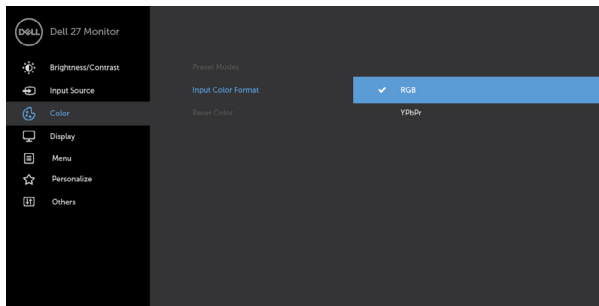 DELL Dell 27 Monitor
Brightness/Contrast
Input Source
Color
Display
Menu
Personalize
Others
Preset Modes
Input Color Format
Reset Color
RGB
YPbPr